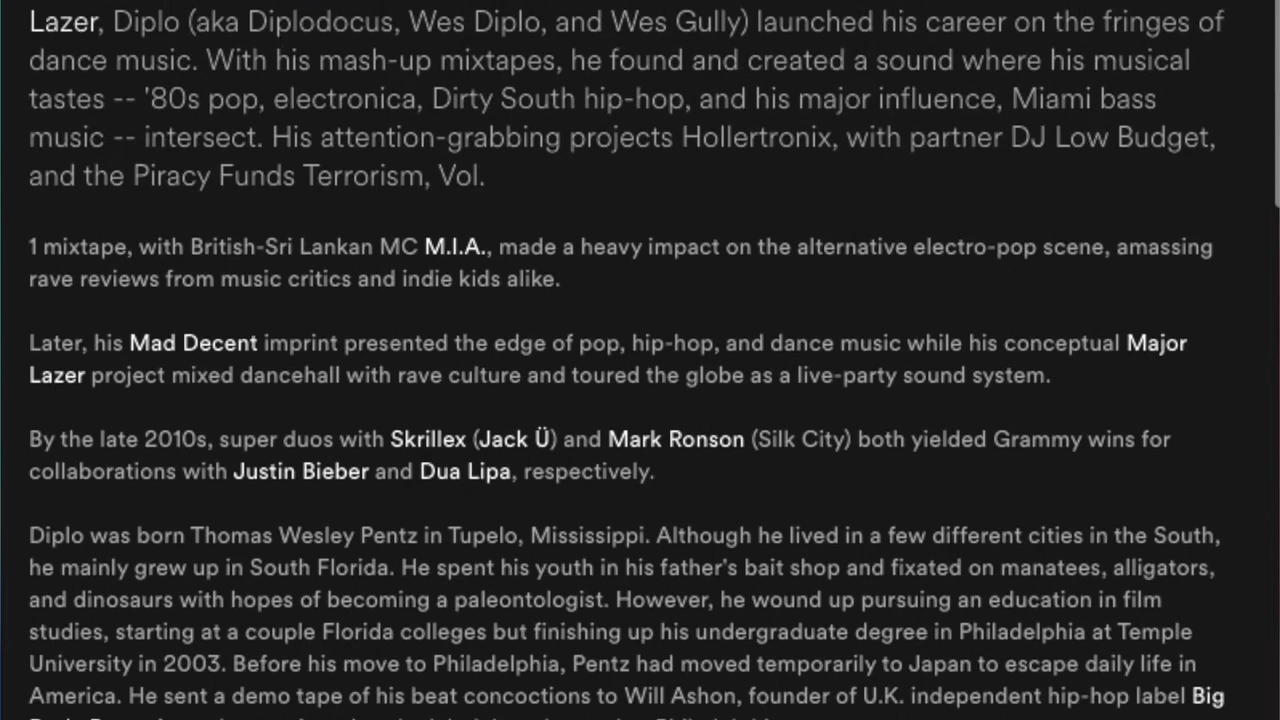 Lazer, Diplo (aka Diplodocus, Wes Diplo, and Wes Gully) launched his career on the fringes of
dance music. With his mash-up mixtapes, he found and created a sound where his musical
tastes -- '80s pop, electronica, Dirty South hip-hop, and his major influence, Miami bass
music -- intersect. His attention-grabbing projects Hollertronix, with partner DJ Low Budget,
and the Piracy Funds Terrorism, Vol.
1 mixtape, with British-Sri Lankan MC M.I.A., made a heavy impact on the alternative electro-pop scene, amassing
rave reviews from music critics and indie kids alike.
Later, his Mad Decent imprint presented the edge of pop, hip-hop, and dance music while his conceptual Major
Lazer project mixed dancehall with rave culture and toured the globe as a live-party sound system.
By the late 2010s, super duos with Skrillex (Jack Ü) and Mark Ronson (Silk City) both yielded Grammy wins for
collaborations with Justin Bieber and Dua Lipa, respectively.
Diplo was born Thomas Wesley Pentz in Tupelo, Mississippi. Although he lived in a few different cities in the South,
he mainly grew up in South Florida. He spent his youth in his father's bait shop and fixated on manatees, alligators,
and dinosaurs with hopes of becoming a paleontologist. However, he wound up pursuing an education in film
studies, starting at a couple Florida colleges but finishing up his undergraduate degree in Philadelphia at Temple
University in 2003. Before his move to Philadelphia, Pentz had moved temporarily to Japan to escape daily life in
America. He sent a demo tape of his beat concoctions to Will Ashon, founder of U.K. independent hip-hop label Big